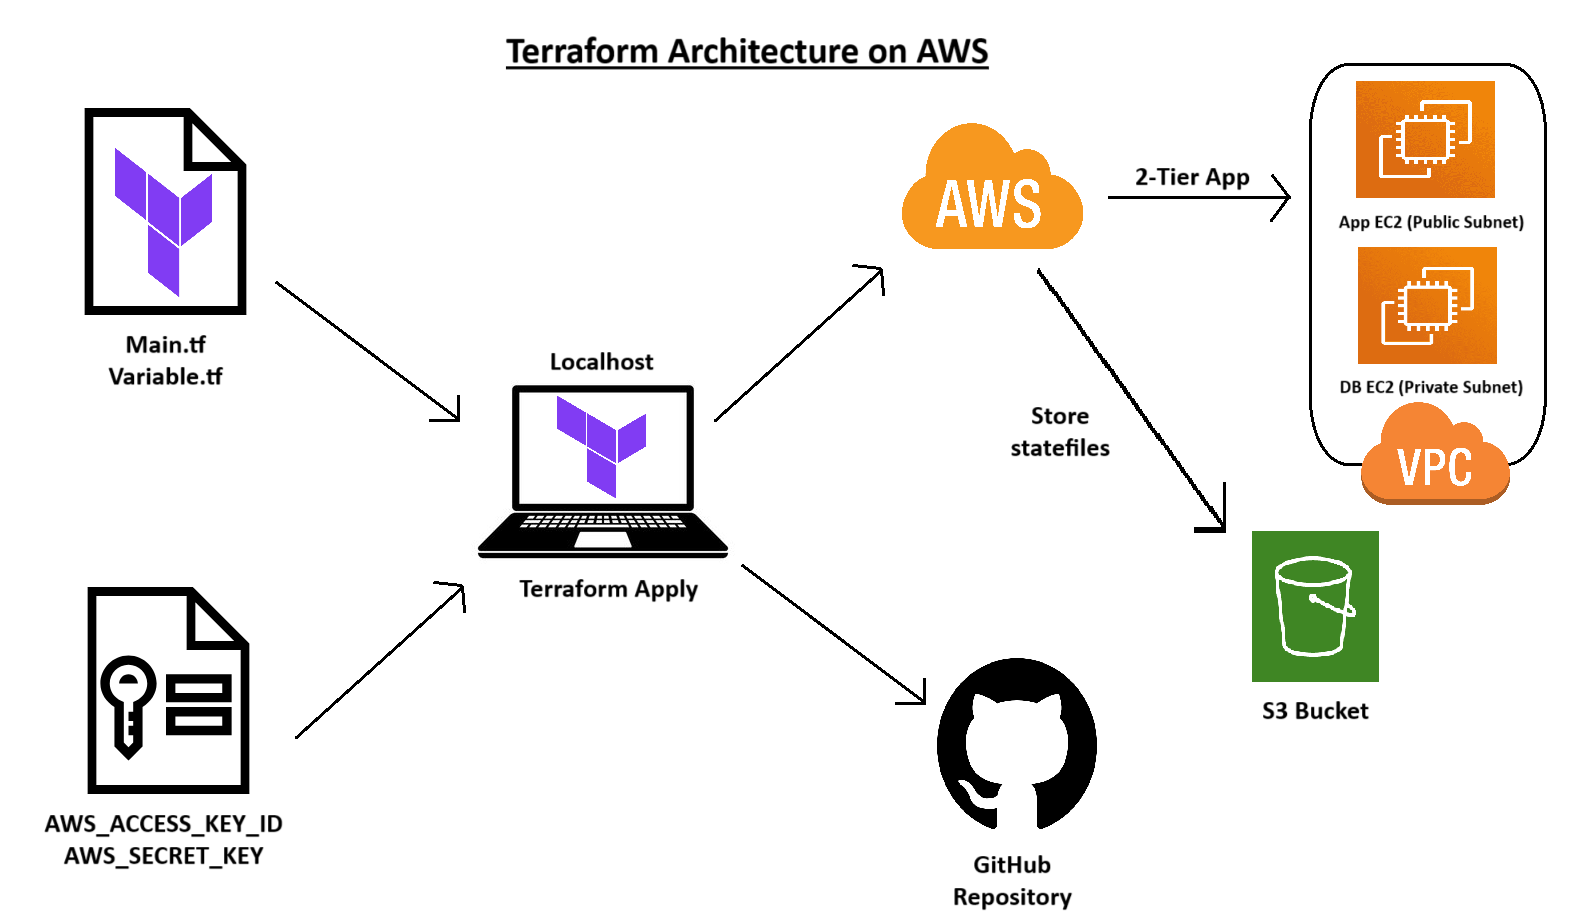 Terraform Architecture on AWS
Main.tf
Variable.tf
AWS_ACCESS_KEY_ID
AWS_SECRET_KEY
Localhost
Terraform Apply
AWS
2-Tier App
App EC2 (Public Subnet)
DB EC2 (Private Subnet)
VPC
Store
statefiles
S3 Bucket
GitHub
Repository